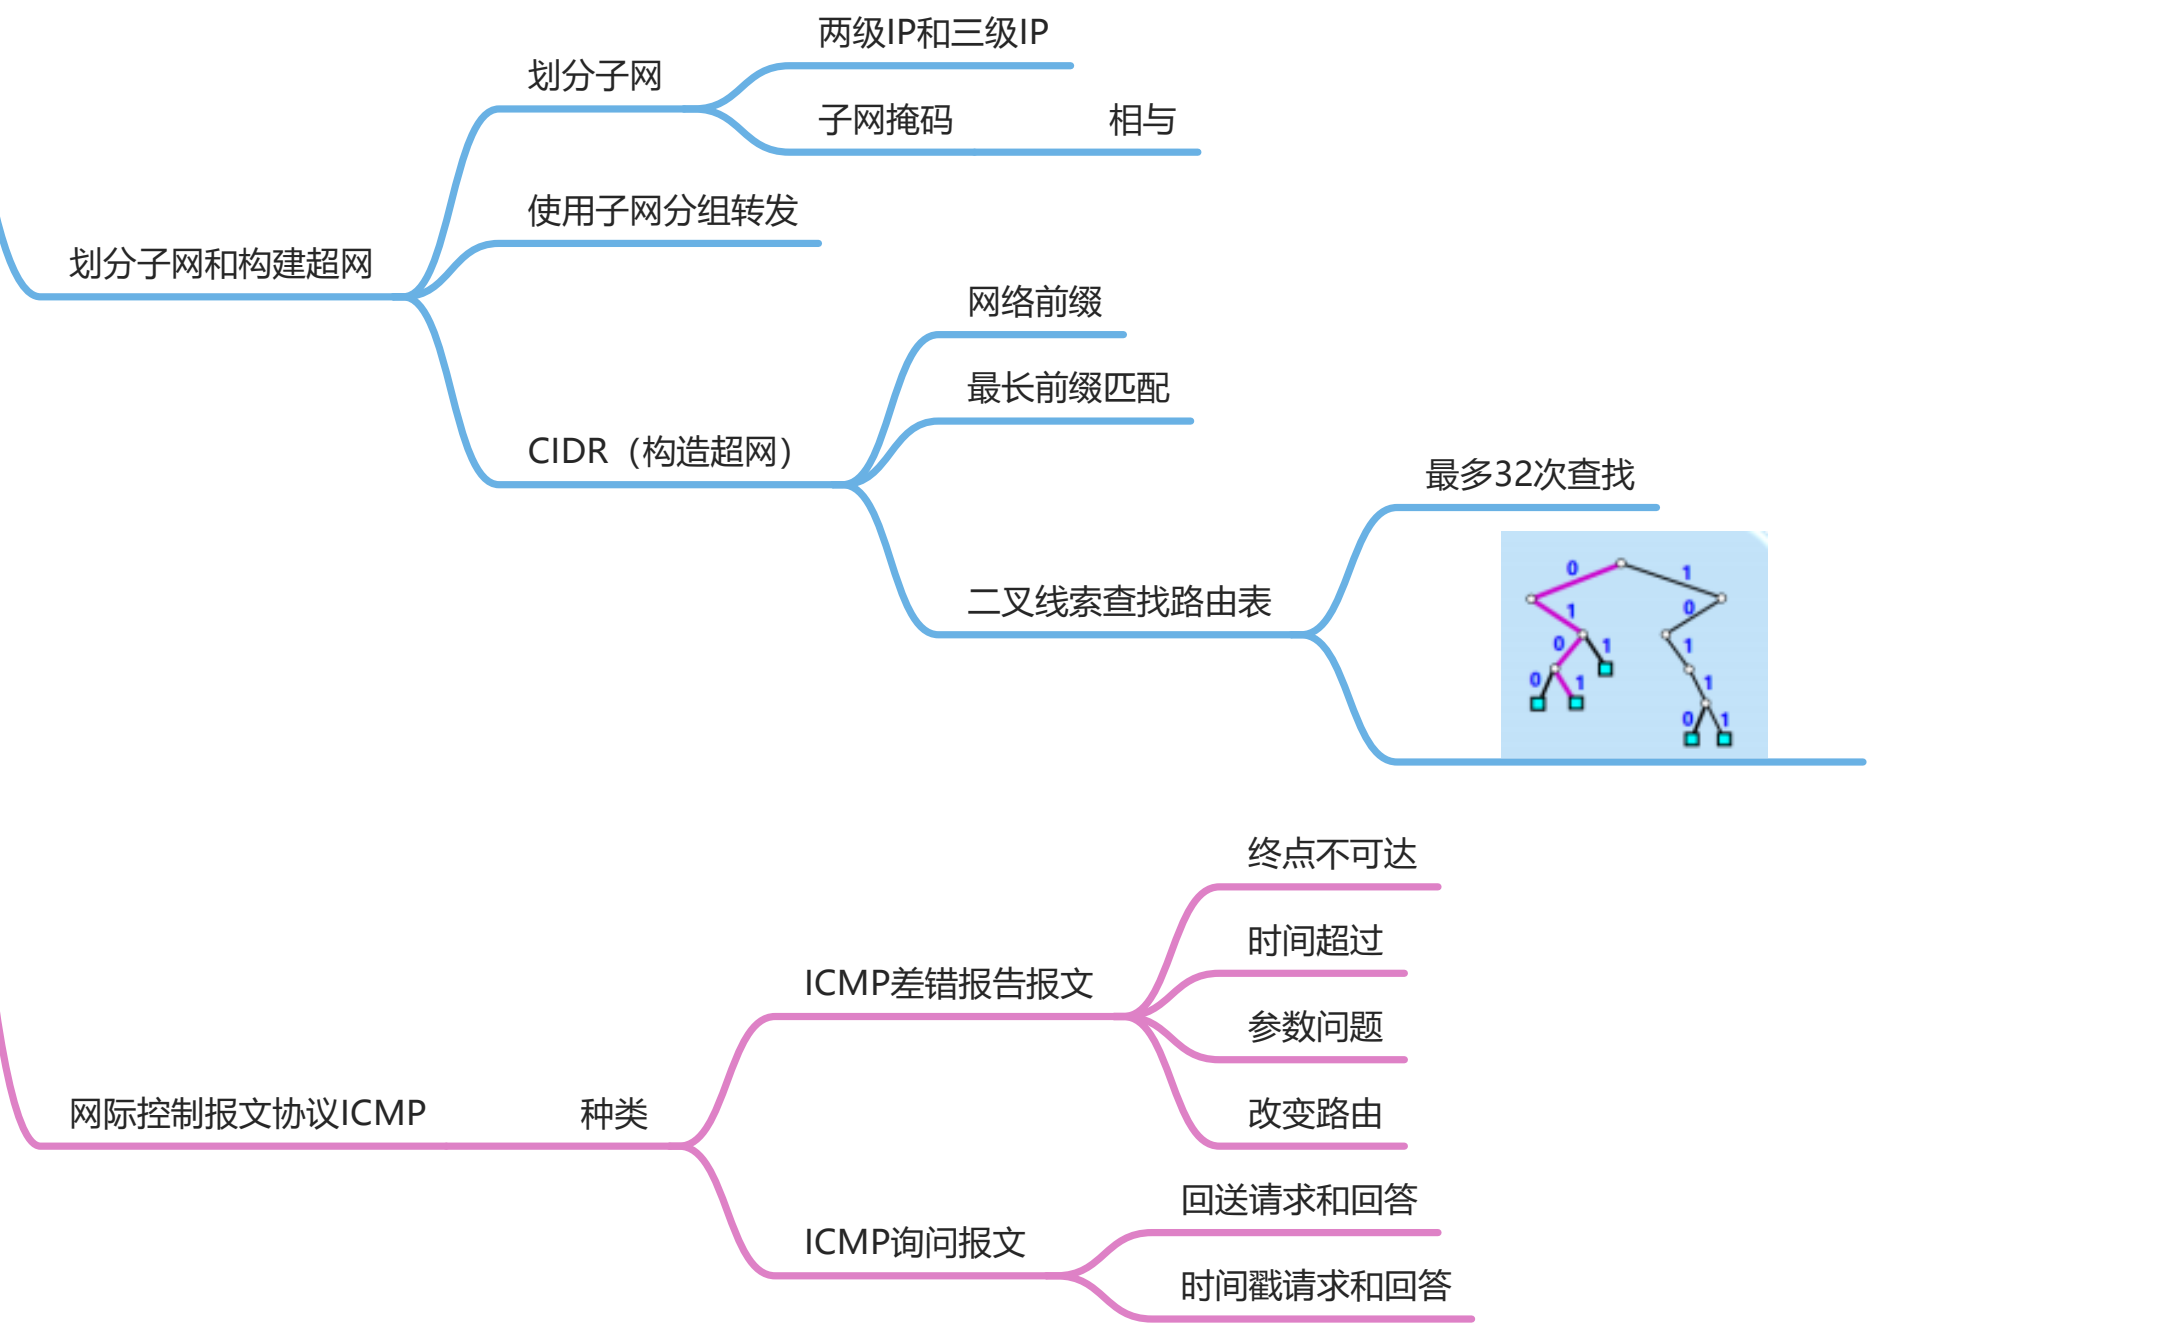 两级IP和三级IP
划分子网
子网掩码 相与
使用子网分组转发
划分子网和构建超网
网络前缀
最长前缀匹配
CIDR（构造超网）
最多32次查找
二叉线索查找路由表
0 1
1 0
0 1 1
0 1 1
0 1
终点不可达
时间超过
ICMP差错报告报文
参数问题
改变路由
网际控制报文协议ICMP 种类
回送请求和回答
ICMP询问报文
时间戳请求和回答